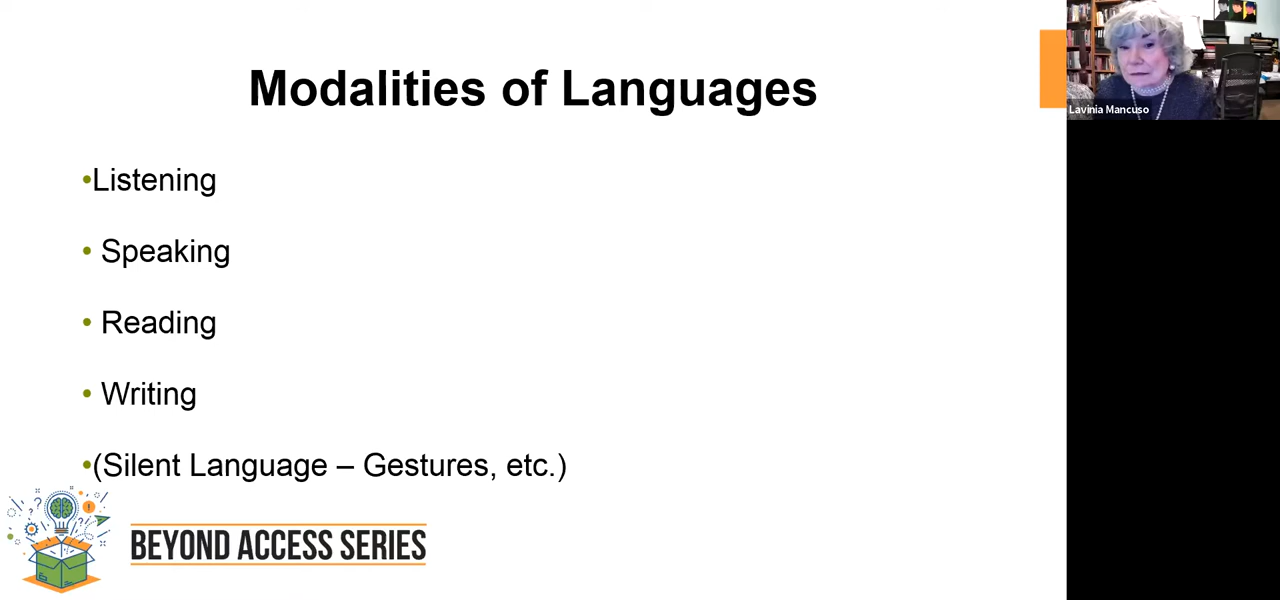 Modalities of Languages
•Listening
• Speaking
• Reading
• Writing
•(Silent Language – Gestures, etc.)
BEYOND ACCESS SERIES
Lavinia Mancuso